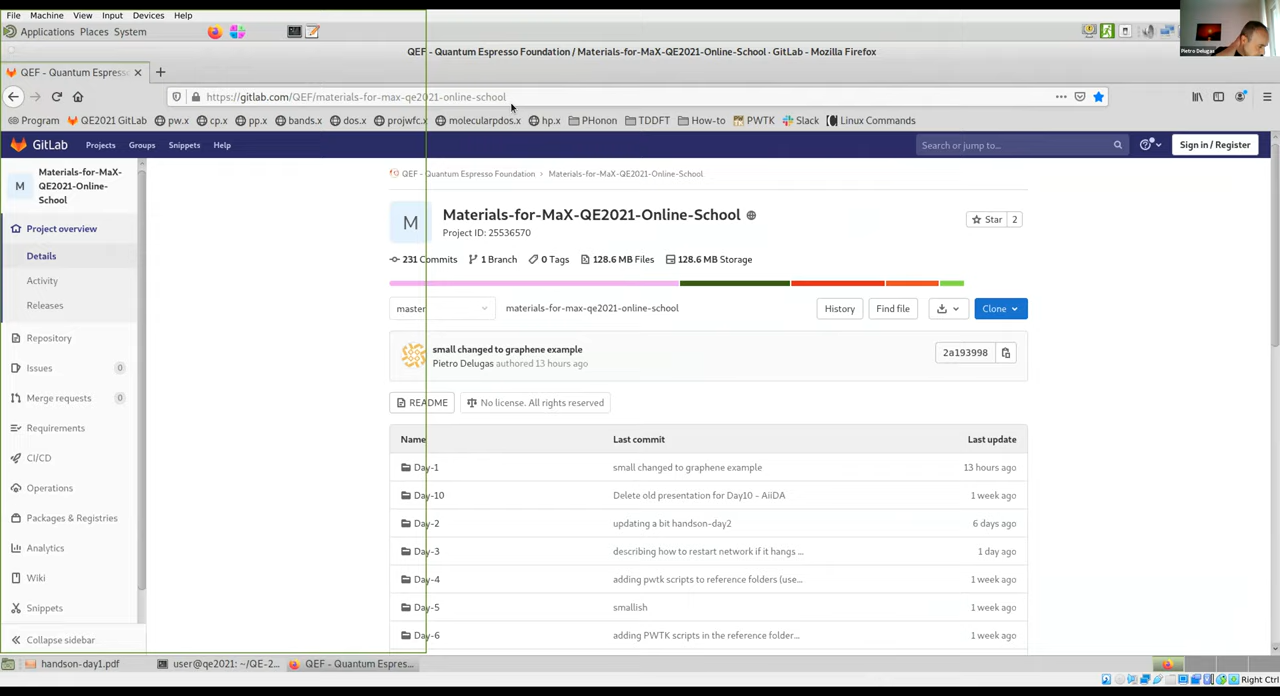 File Machine View Input Devices Help
Applications Places System
QEF - Quantum Espresso Foundation / Materials-for-MaX-QE2021-Online-School · GitLab - Mozilla Firefox
Pietro Delugas
QEF - Quantum Espress
https://gitlab.com/QEF/materials-for-max-qe2021-online-school
Program QE2021 GitLab pw.x cp.x pp.x bands.x dos.x projwfc.x molecularpdos.x hp.x PHonon TDDFT How-to PWTK Slack Linux Commands
GitLab Projects Groups Snippets Help Search or jump to... Sign in / Register
M Materials-for-MaX-QE2021-Online-School
Project overview
Details
Activity
Releases
Repository
Issues 0
Merge requests 0
Requirements
CI/CD
Operations
Packages & Registries
Analytics
Wiki
Snippets
Collapse sidebar
QEF - Quantum Espresso Foundation > Materials-for-MaX-QE2021-Online-School
M Materials-for-MaX-QE2021-Online-School
Project ID: 25536570
Star 2
231 Commits 1 Branch 0 Tags 128.6 MB Files 128.6 MB Storage
master materials-for-max-qe2021-online-school History Find file Clone
small changed to graphene example
Pietro Delugas authored 13 hours ago
2a193998
README No license. All rights reserved
Name Last commit Last update
Day-1 small changed to graphene example 13 hours ago
Day-10 Delete old presentation for Day10 - AiiDA 1 week ago
Day-2 updating a bit handson-day2 6 days ago
Day-3 describing how to restart network if it hangs ... 1 day ago
Day-4 adding pwtk scripts to reference folders (use... 1 week ago
Day-5 smallish 1 week ago
Day-6 adding PWTK scripts in the reference folder... 1 week ago
handson-day1.pdf user@qe2021: ~/QE-2... QEF - Quantum Espres...
Right Ctrl